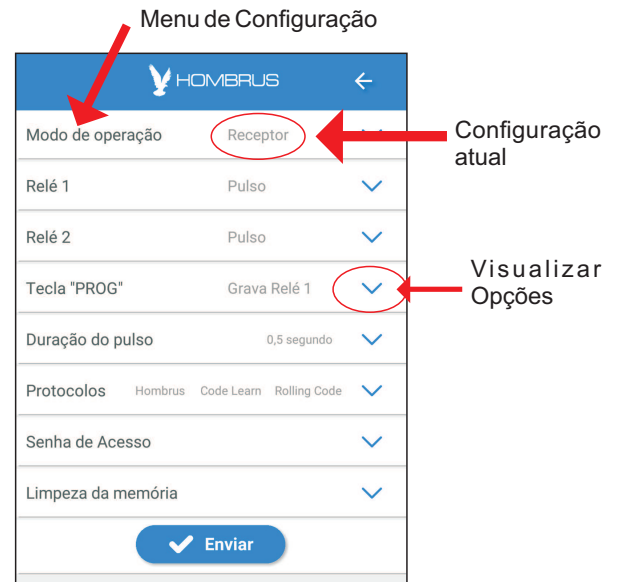 Menu de Configuração
HOMBRUS
Modo de operação Receptor
Configuração
atual
Relé 1 Pulso
Relé 2 Pulso
Visualizar
Opções
Tecla "PROG" Grava Relé 1
Duração do pulso 0,5 segundo
Protocolos Hombrus Code Learn Rolling Code
Senha de Acesso
Limpeza da memória
Enviar